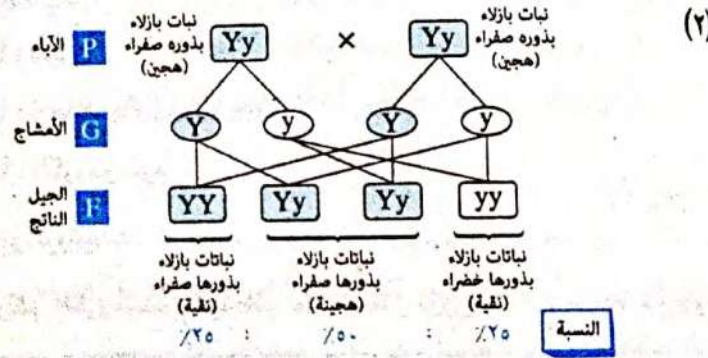 (٢)
نبات بازلاء
بذوره صفراء
(هجين)
Yy × Yy
نبات بازلاء
بذوره صفراء
(هجين)
P الآباء
G الأمشاج
Y y Y y
F الجيل
الناتج
YY Yy Yy yy
نباتات بازلاء
بذورها صفراء
(نقية)
نباتات بازلاء
بذورها صفراء
(هجينة)
نباتات بازلاء
بذورها خضراء
(نقية)
النسبة
٪٢٥ : ٪٥٠ : ٪٢٥